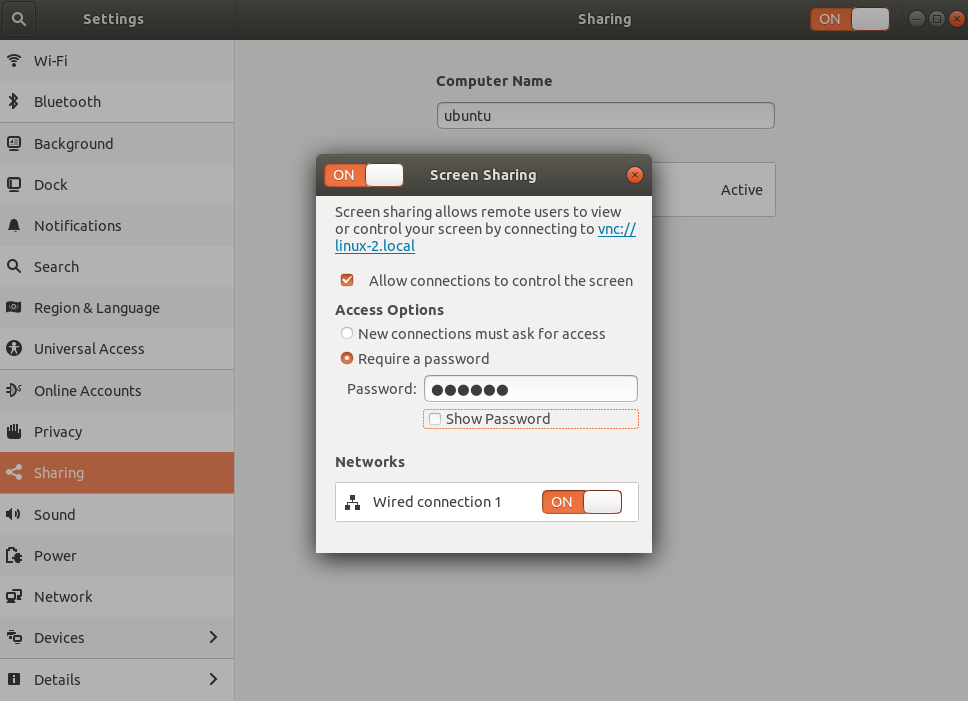 Settings
Sharing
ON
Wi-Fi
Bluetooth
Background
Dock
Notifications
Search
Region & Language
Universal Access
Online Accounts
Privacy
Sharing
Sound
Power
Network
Devices
Details
Computer Name
ubuntu
Active
ON
Screen Sharing
Screen sharing allows remote users to view
or control your screen by connecting to vnc://
linux-2.local
Allow connections to control the screen
Access Options
New connections must ask for access
Require a password
Password: ●●●●●●
Show Password
Networks
Wired connection 1 ON